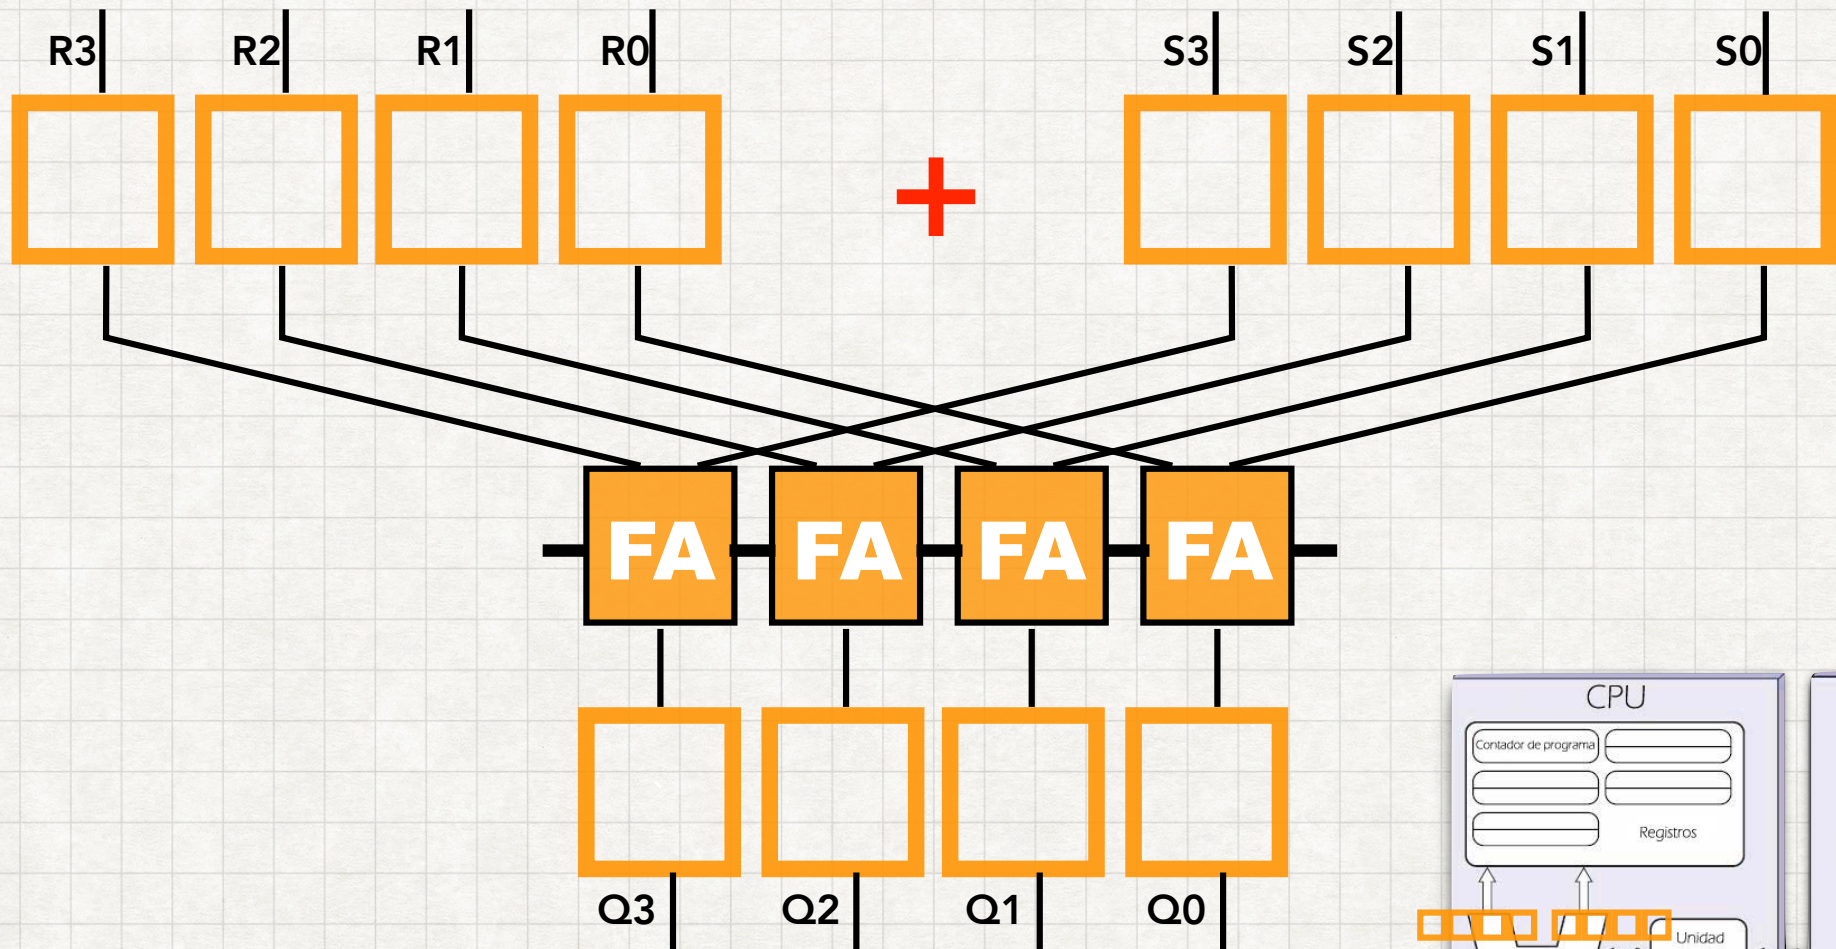 R3 R2 R1 R0 S3 S2 S1 S0
+
FA FA FA FA
CPU
Contador de programa
Registros
Q3 Q2 Q1 Q0
Unidad